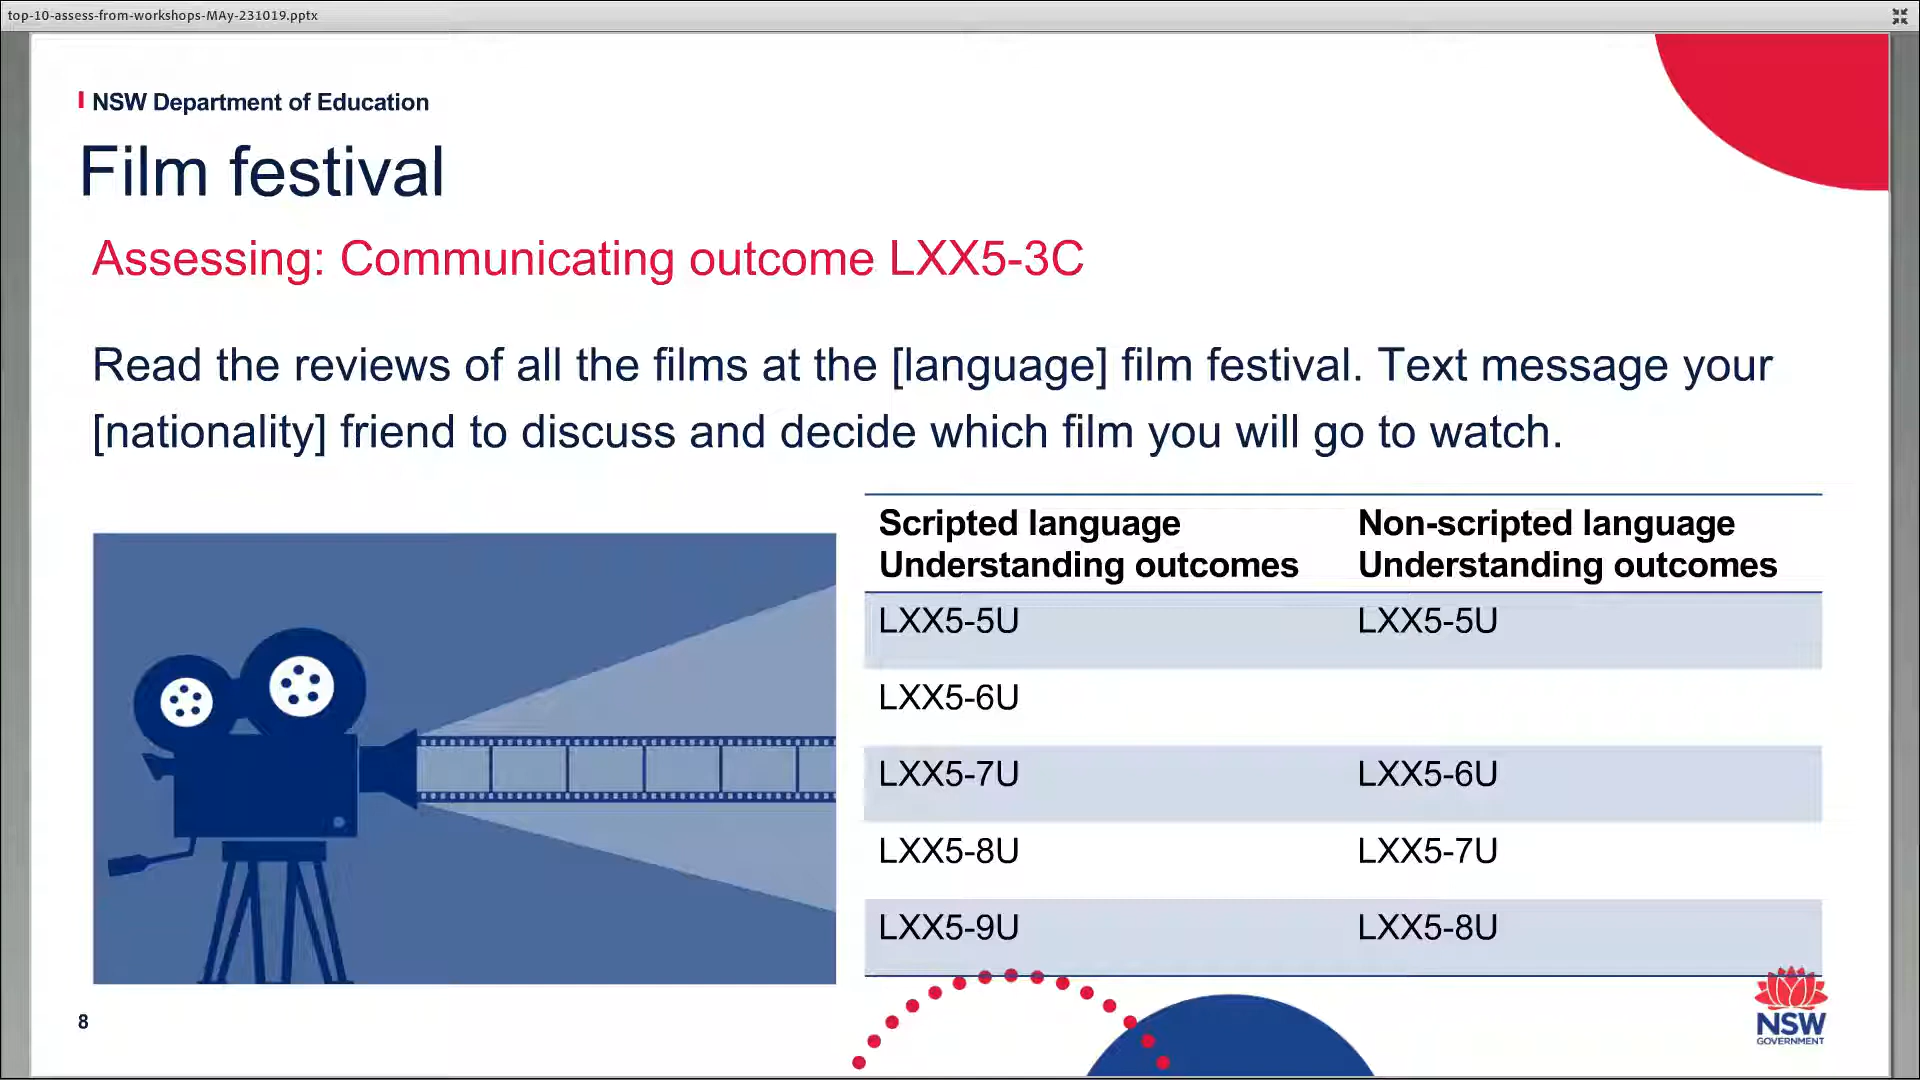 top-10-assess-from-workshops-MAy-231019.pptx
NSW Department of Education
Film festival
Assessing: Communicating outcome LXX5-3C
Read the reviews of all the films at the [language] film festival. Text message your
[nationality] friend to discuss and decide which film you will go to watch.
Scripted language Non-scripted language
Understanding outcomes Understanding outcomes
LXX5-5U LXX5-5U
LXX5-6U
LXX5-7U LXX5-6U
LXX5-8U LXX5-7U
LXX5-9U LXX5-8U
8
NSW
GOVERNMENT